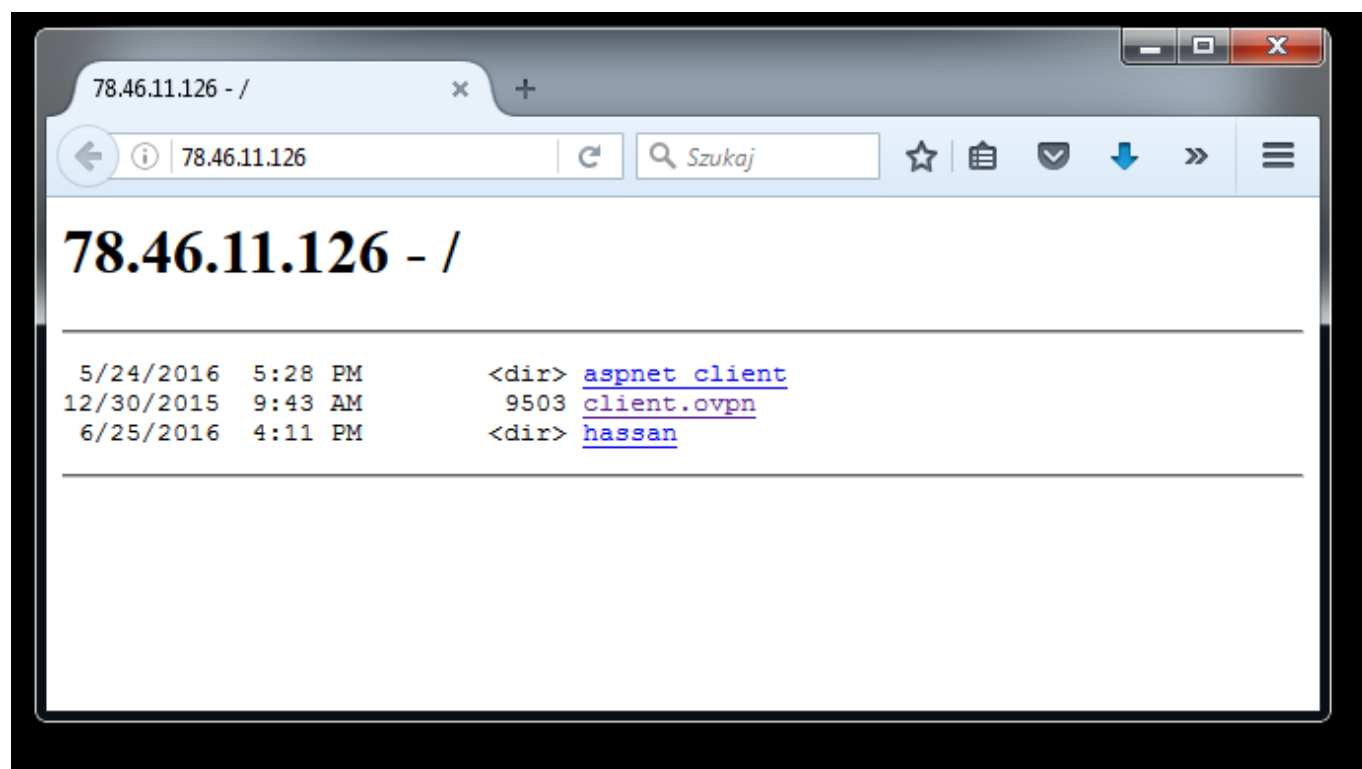 78.46.11.126 - /
78.46.11.126
Szukaj
78.46.11.126 - /
5/24/2016 5:28 PM <dir> aspnet_client
12/30/2015 9:43 AM 9503 client.ovpn
6/25/2016 4:11 PM <dir> hassan